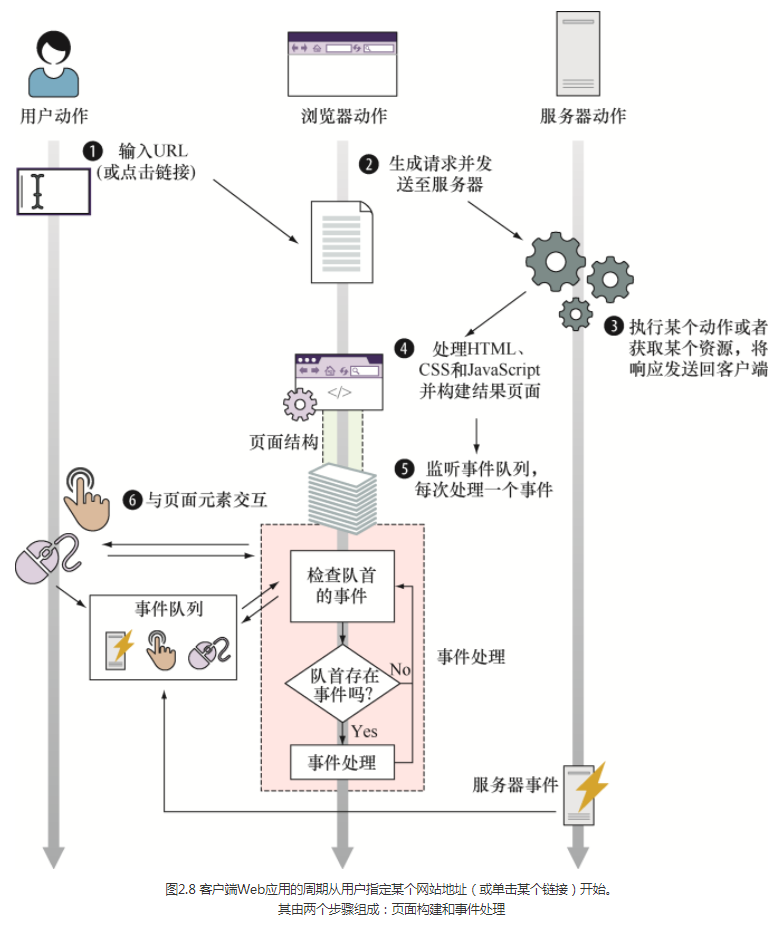 用户动作
浏览器动作
服务器动作
1 输入URL
(或点击链接)
2 生成请求并发
送至服务器
3 执行某个动作或者
获取某个资源，将
响应发送回客户端
4 处理HTML、
CSS和JavaScript
并构建结果页面
</>
页面结构
5 监听事件队列，
每次处理一个事件
6 与页面元素交互
事件队列
检查队首
的事件
队首存在
事件吗？
No
Yes
事件处理
事件处理
服务器事件
图2.8 客户端Web应用的周期从用户指定某个网站地址（或单击某个链接）开始。
其由两个步骤组成：页面构建和事件处理